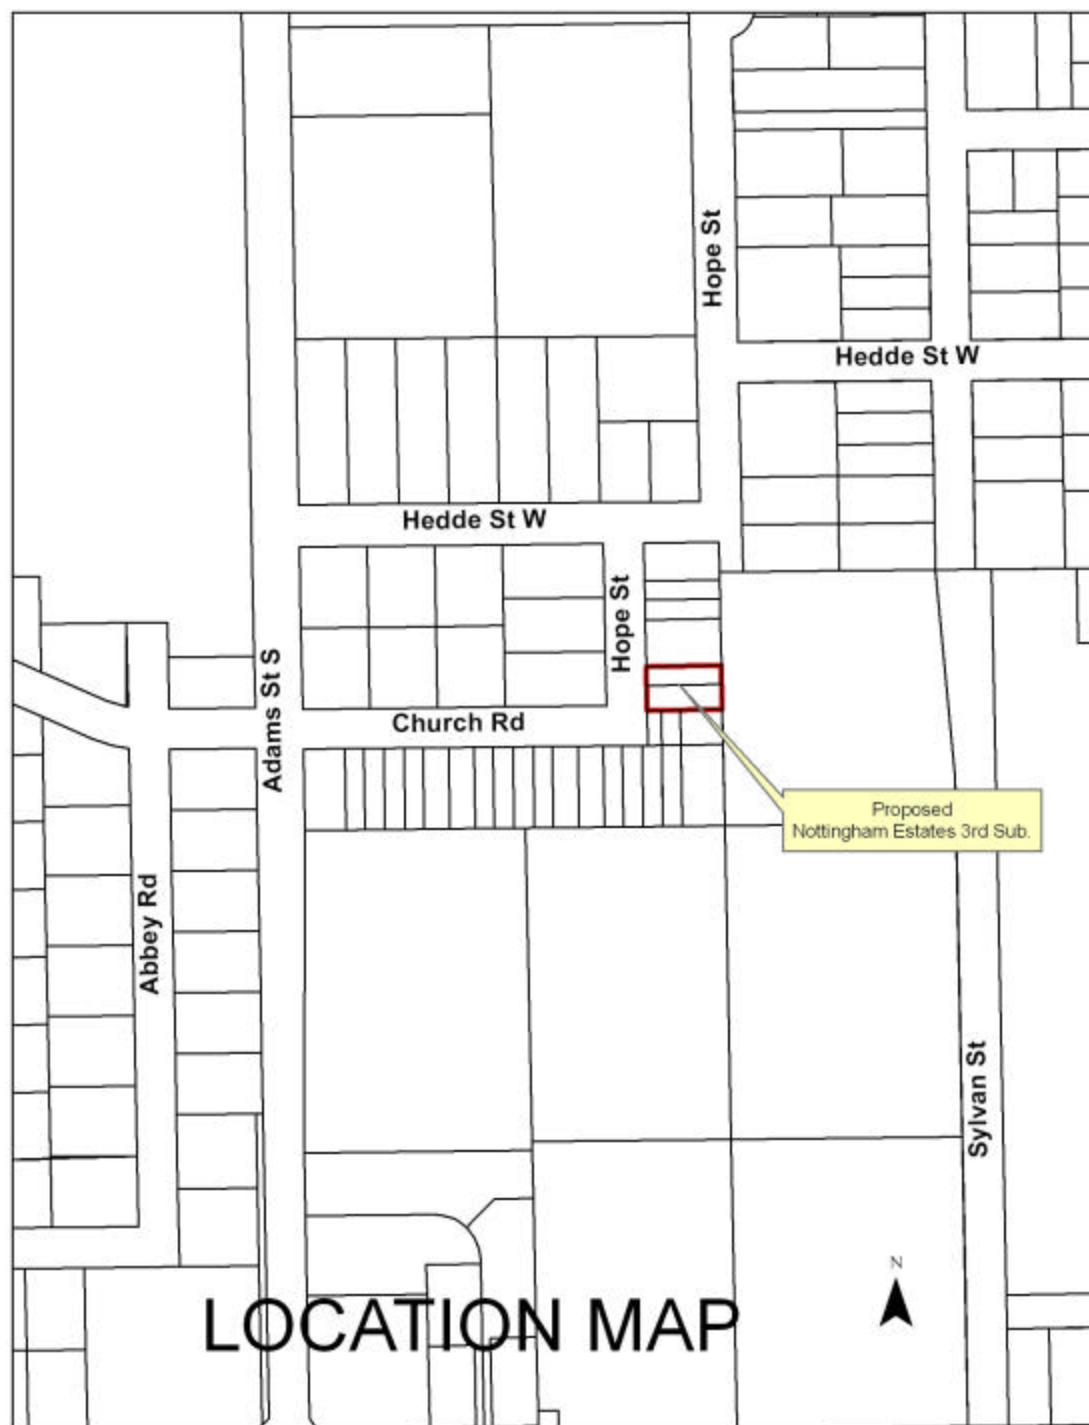 Hope St
Hedde St W
Hedde St W
Hope St
Adams St S
Church Rd
Proposed
Nottingham Estates 3rd Sub.
Abbey Rd
Sylvan St
N
LOCATION MAP